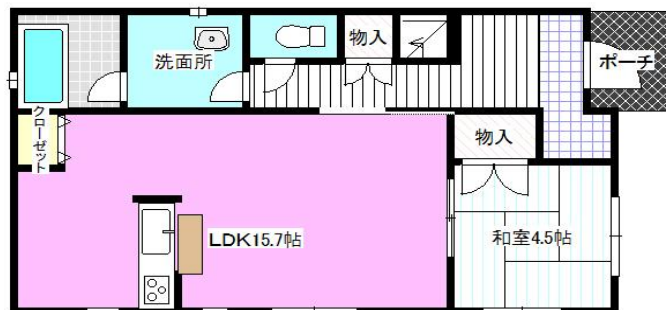 物入
洗面所
ポーチ
クローゼット
物入
LDK15.7帖
和室4.5帖